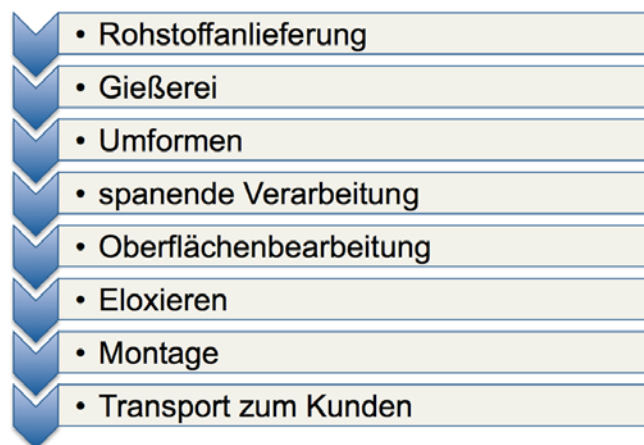 • Rohstoffanlieferung
• Gießerei
• Umformen
• spanende Verarbeitung
• Oberflächenbearbeitung
• Eloxieren
• Montage
• Transport zum Kunden